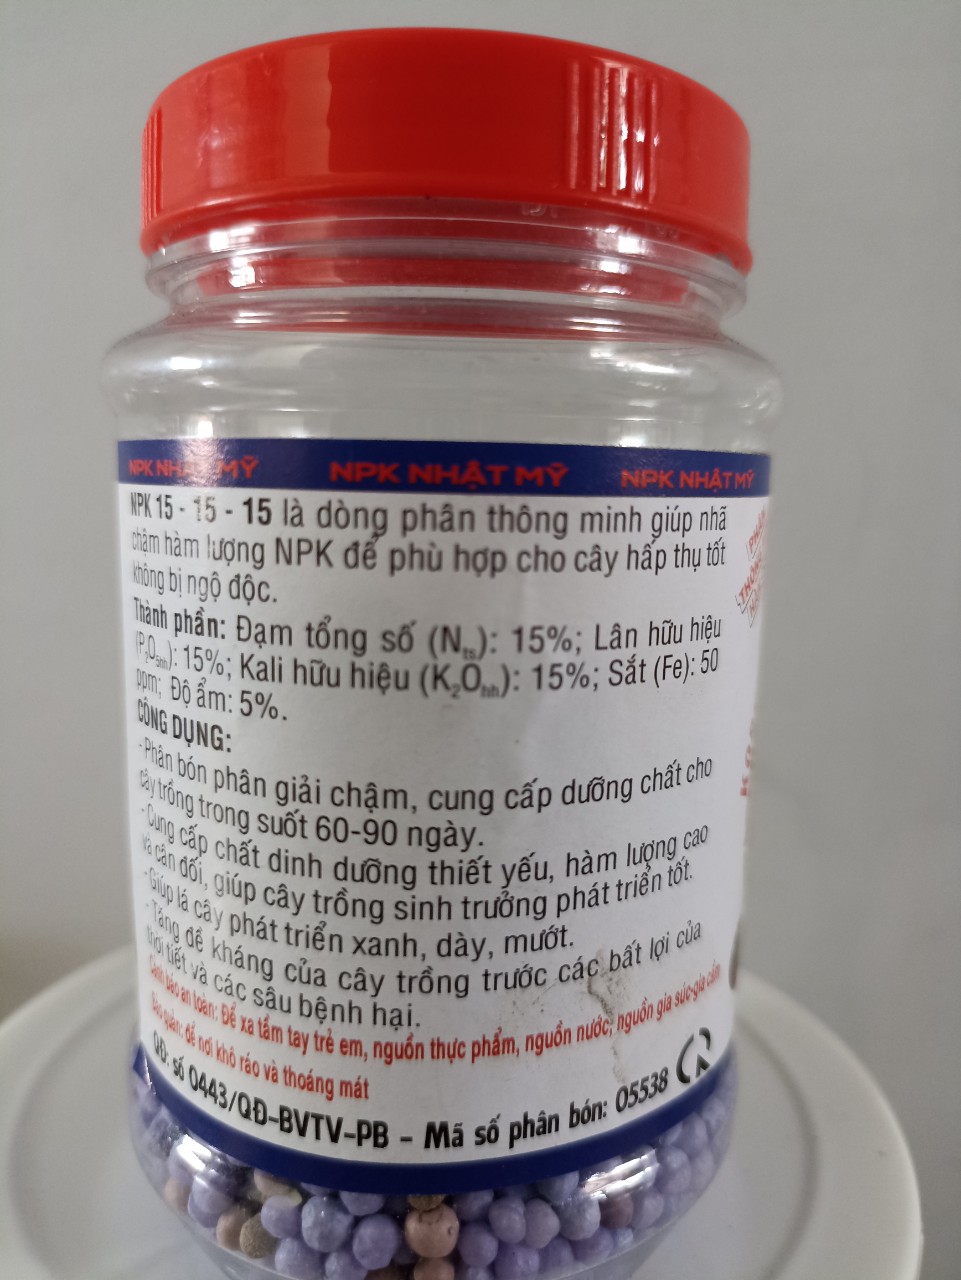 NPK NHẬT MỸ NPK NHẬT MỸ NPK NHẬT MỸ
NPK 15 - 15 - 15 là dòng phân thông minh giúp nhã
chậm hàm lượng NPK để phù hợp cho cây hấp thụ tốt
không bị ngộ độc.
Thành phần: Đạm tổng số (Nts): 15%; Lân hữu hiệu
(P2O5hh): 15%; Kali hữu hiệu (K2Ohh): 15%; Sắt (Fe): 50
ppm; Độ ẩm: 5%.
CÔNG DỤNG:
- Phân bón phân giải chậm, cung cấp dưỡng chất cho
cây trồng trong suốt 60-90 ngày.
- Cung cấp chất dinh dưỡng thiết yếu, hàm lượng cao
và cân đối, giúp cây trồng sinh trưởng phát triển tốt.
- Giúp lá cây phát triển xanh, dày, mướt.
- Tăng đề kháng của cây trồng trước các bất lợi của
thời tiết và các sâu bệnh hại.
Cảnh báo an toàn: Để xa tầm tay trẻ em, nguồn thực phẩm, nguồn nước, nguồn gia súc-gia cầm
Bảo quản: để nơi khô ráo và thoáng mát
QĐ: số 0443/QĐ-BVTV-PB - Mã số phân bón: 05538